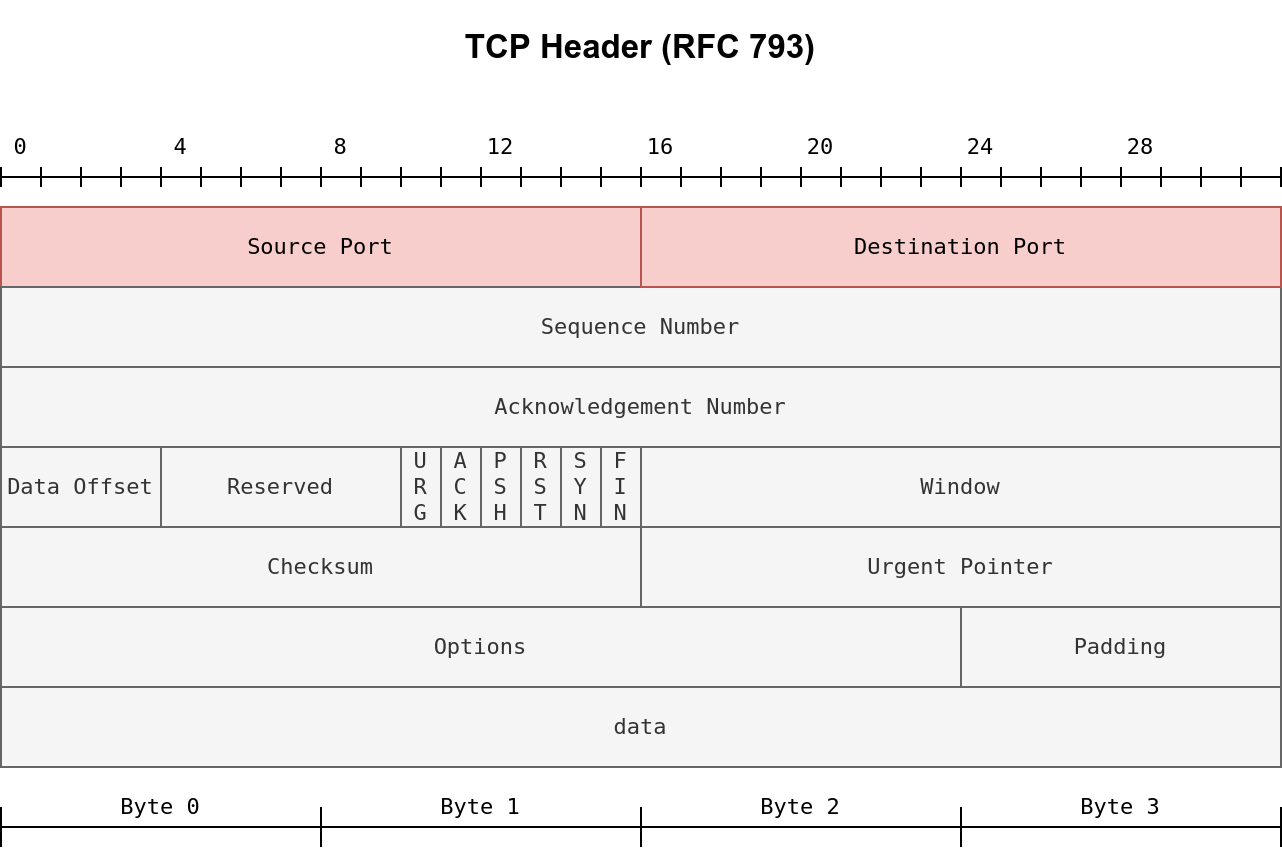 TCP Header (RFC 793)
0 4 8 12 16 20 24 28
Source Port Destination Port
Sequence Number
Acknowledgement Number
Data Offset Reserved URG ACK PSH RST SYN FIN Window
Checksum Urgent Pointer
Options Padding
data
Byte 0 Byte 1 Byte 2 Byte 3